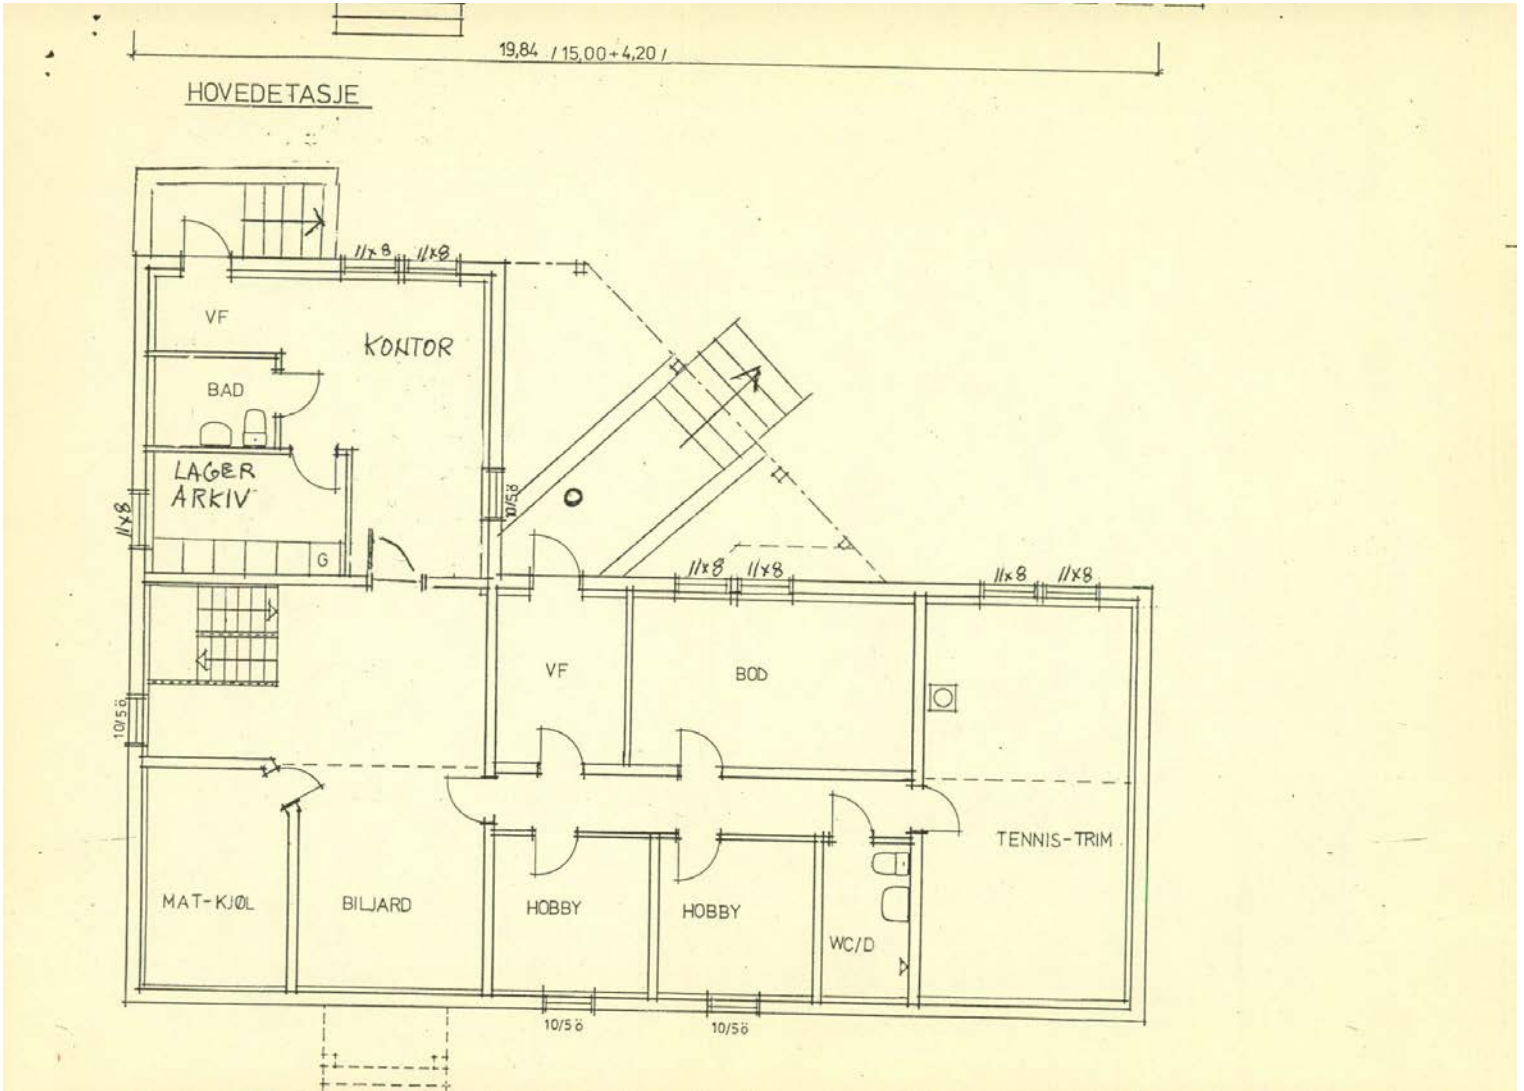 19,84 /15,00+4,20/
HOVEDETASJE
11x8 11x8
VF
KONTOR
BAD
LAGER
ARKIV
11x8
10/5ö
G
11x8 11x8
11x8 11x8
VF
BOD
10/5ö
TENNIS-TRIM
MAT-KJØL
BILJARD
HOBBY
HOBBY
WC/D
10/5ö
10/5ö